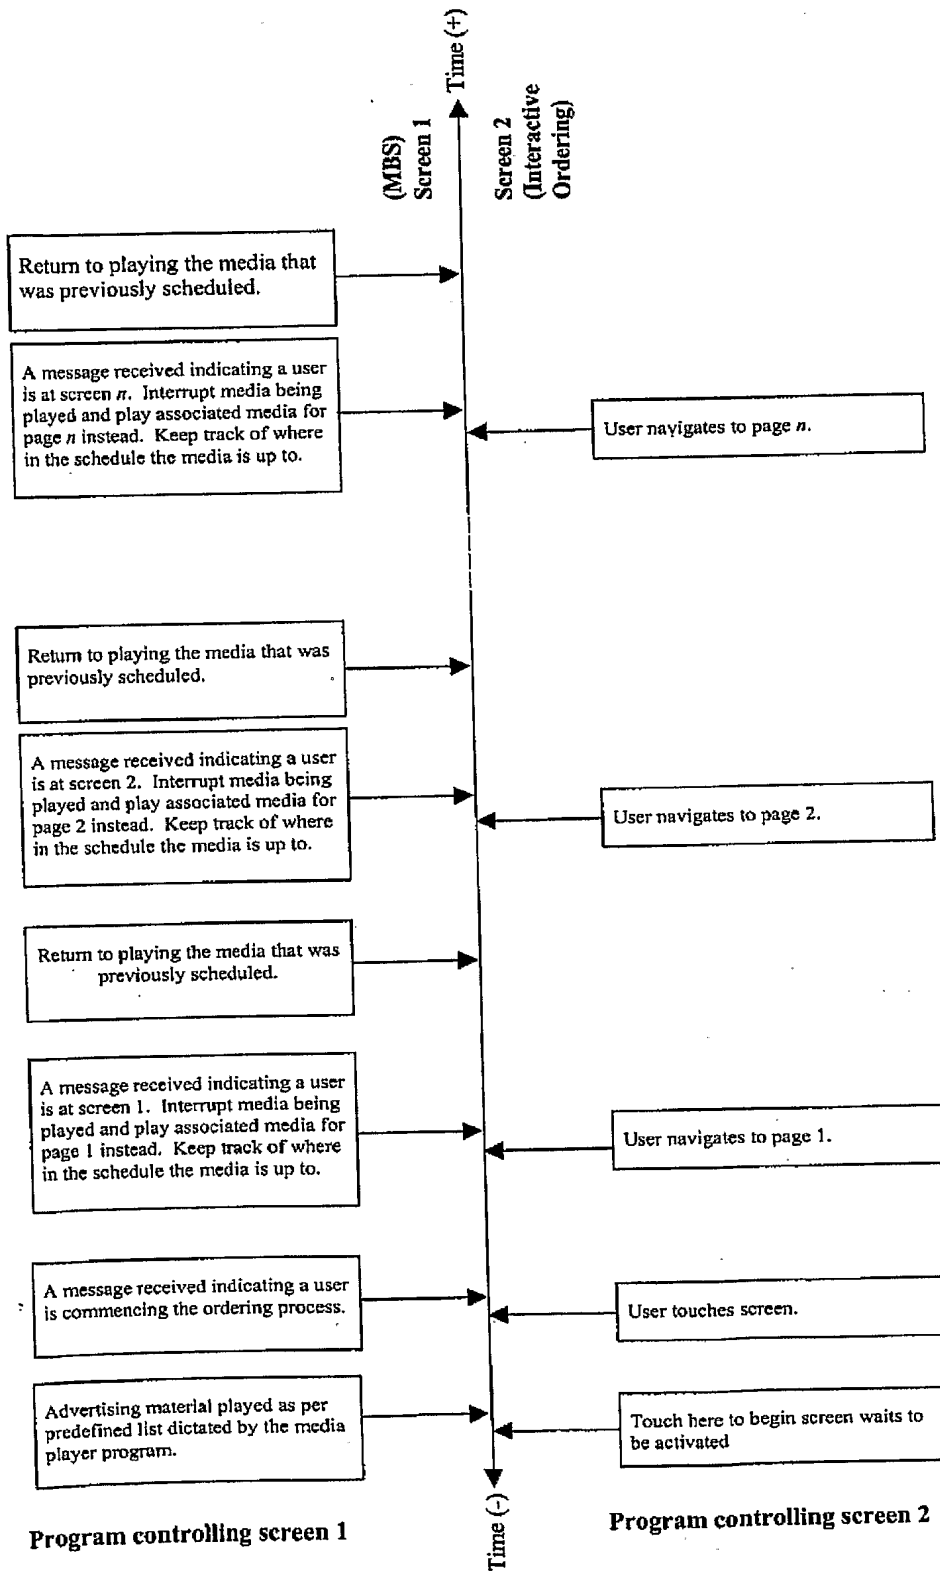 Time (+)
(MBS)
Screen 1
Screen 2
(Interactive
Ordering)
Return to playing the media that
was previously scheduled.
A message received indicating a user
is at screen n. Interrupt media being
played and play associated media for
page n instead. Keep track of where
in the schedule the media is up to.
User navigates to page n.
Return to playing the media that was
previously scheduled.
A message received indicating a user
is at screen 2. Interrupt media being
played and play associated media for
page 2 instead. Keep track of where
in the schedule the media is up to.
User navigates to page 2.
Return to playing the media that was
previously scheduled.
A message received indicating a user
is at screen 1. Interrupt media being
played and play associated media for
page 1 instead. Keep track of where
in the schedule the media is up to.
User navigates to page 1.
A message received indicating a user
is commencing the ordering process.
User touches screen.
Advertising material played as per
predefined list dictated by the media
player program.
Touch here to begin screen waits to
be activated
Time (-)
Program controlling screen 1
Program controlling screen 2